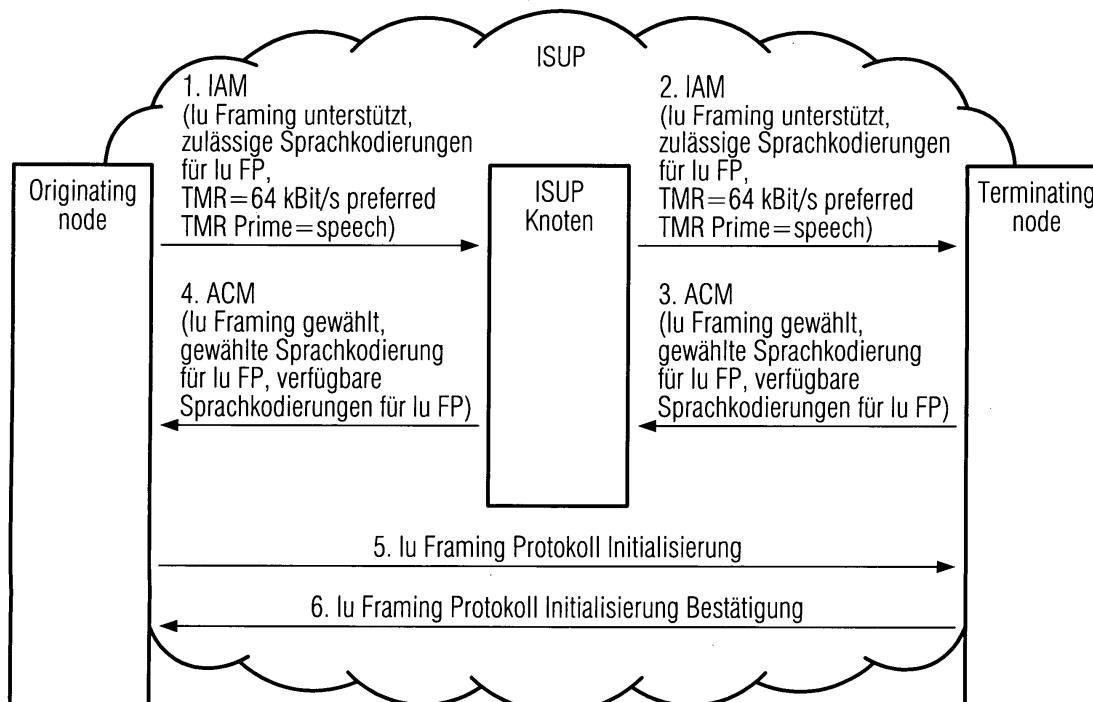 ISUP
1. IAM
(Iu Framing unterstützt,
zulässige Sprachkodierungen
für Iu FP,
TMR=64 kBit/s preferred
TMR Prime=speech)
2. IAM
(Iu Framing unterstützt,
zulässige Sprachkodierungen
für Iu FP,
TMR=64 kBit/s preferred
TMR Prime=speech)
Originating
node
ISUP
Knoten
Terminating
node
4. ACM
(Iu Framing gewählt,
gewählte Sprachkodierung
für Iu FP, verfügbare
Sprachkodierungen für Iu FP)
3. ACM
(Iu Framing gewählt,
gewählte Sprachkodierung
für Iu FP, verfügbare
Sprachkodierungen für Iu FP)
5. Iu Framing Protokoll Initialisierung
6. Iu Framing Protokoll Initialisierung Bestätigung